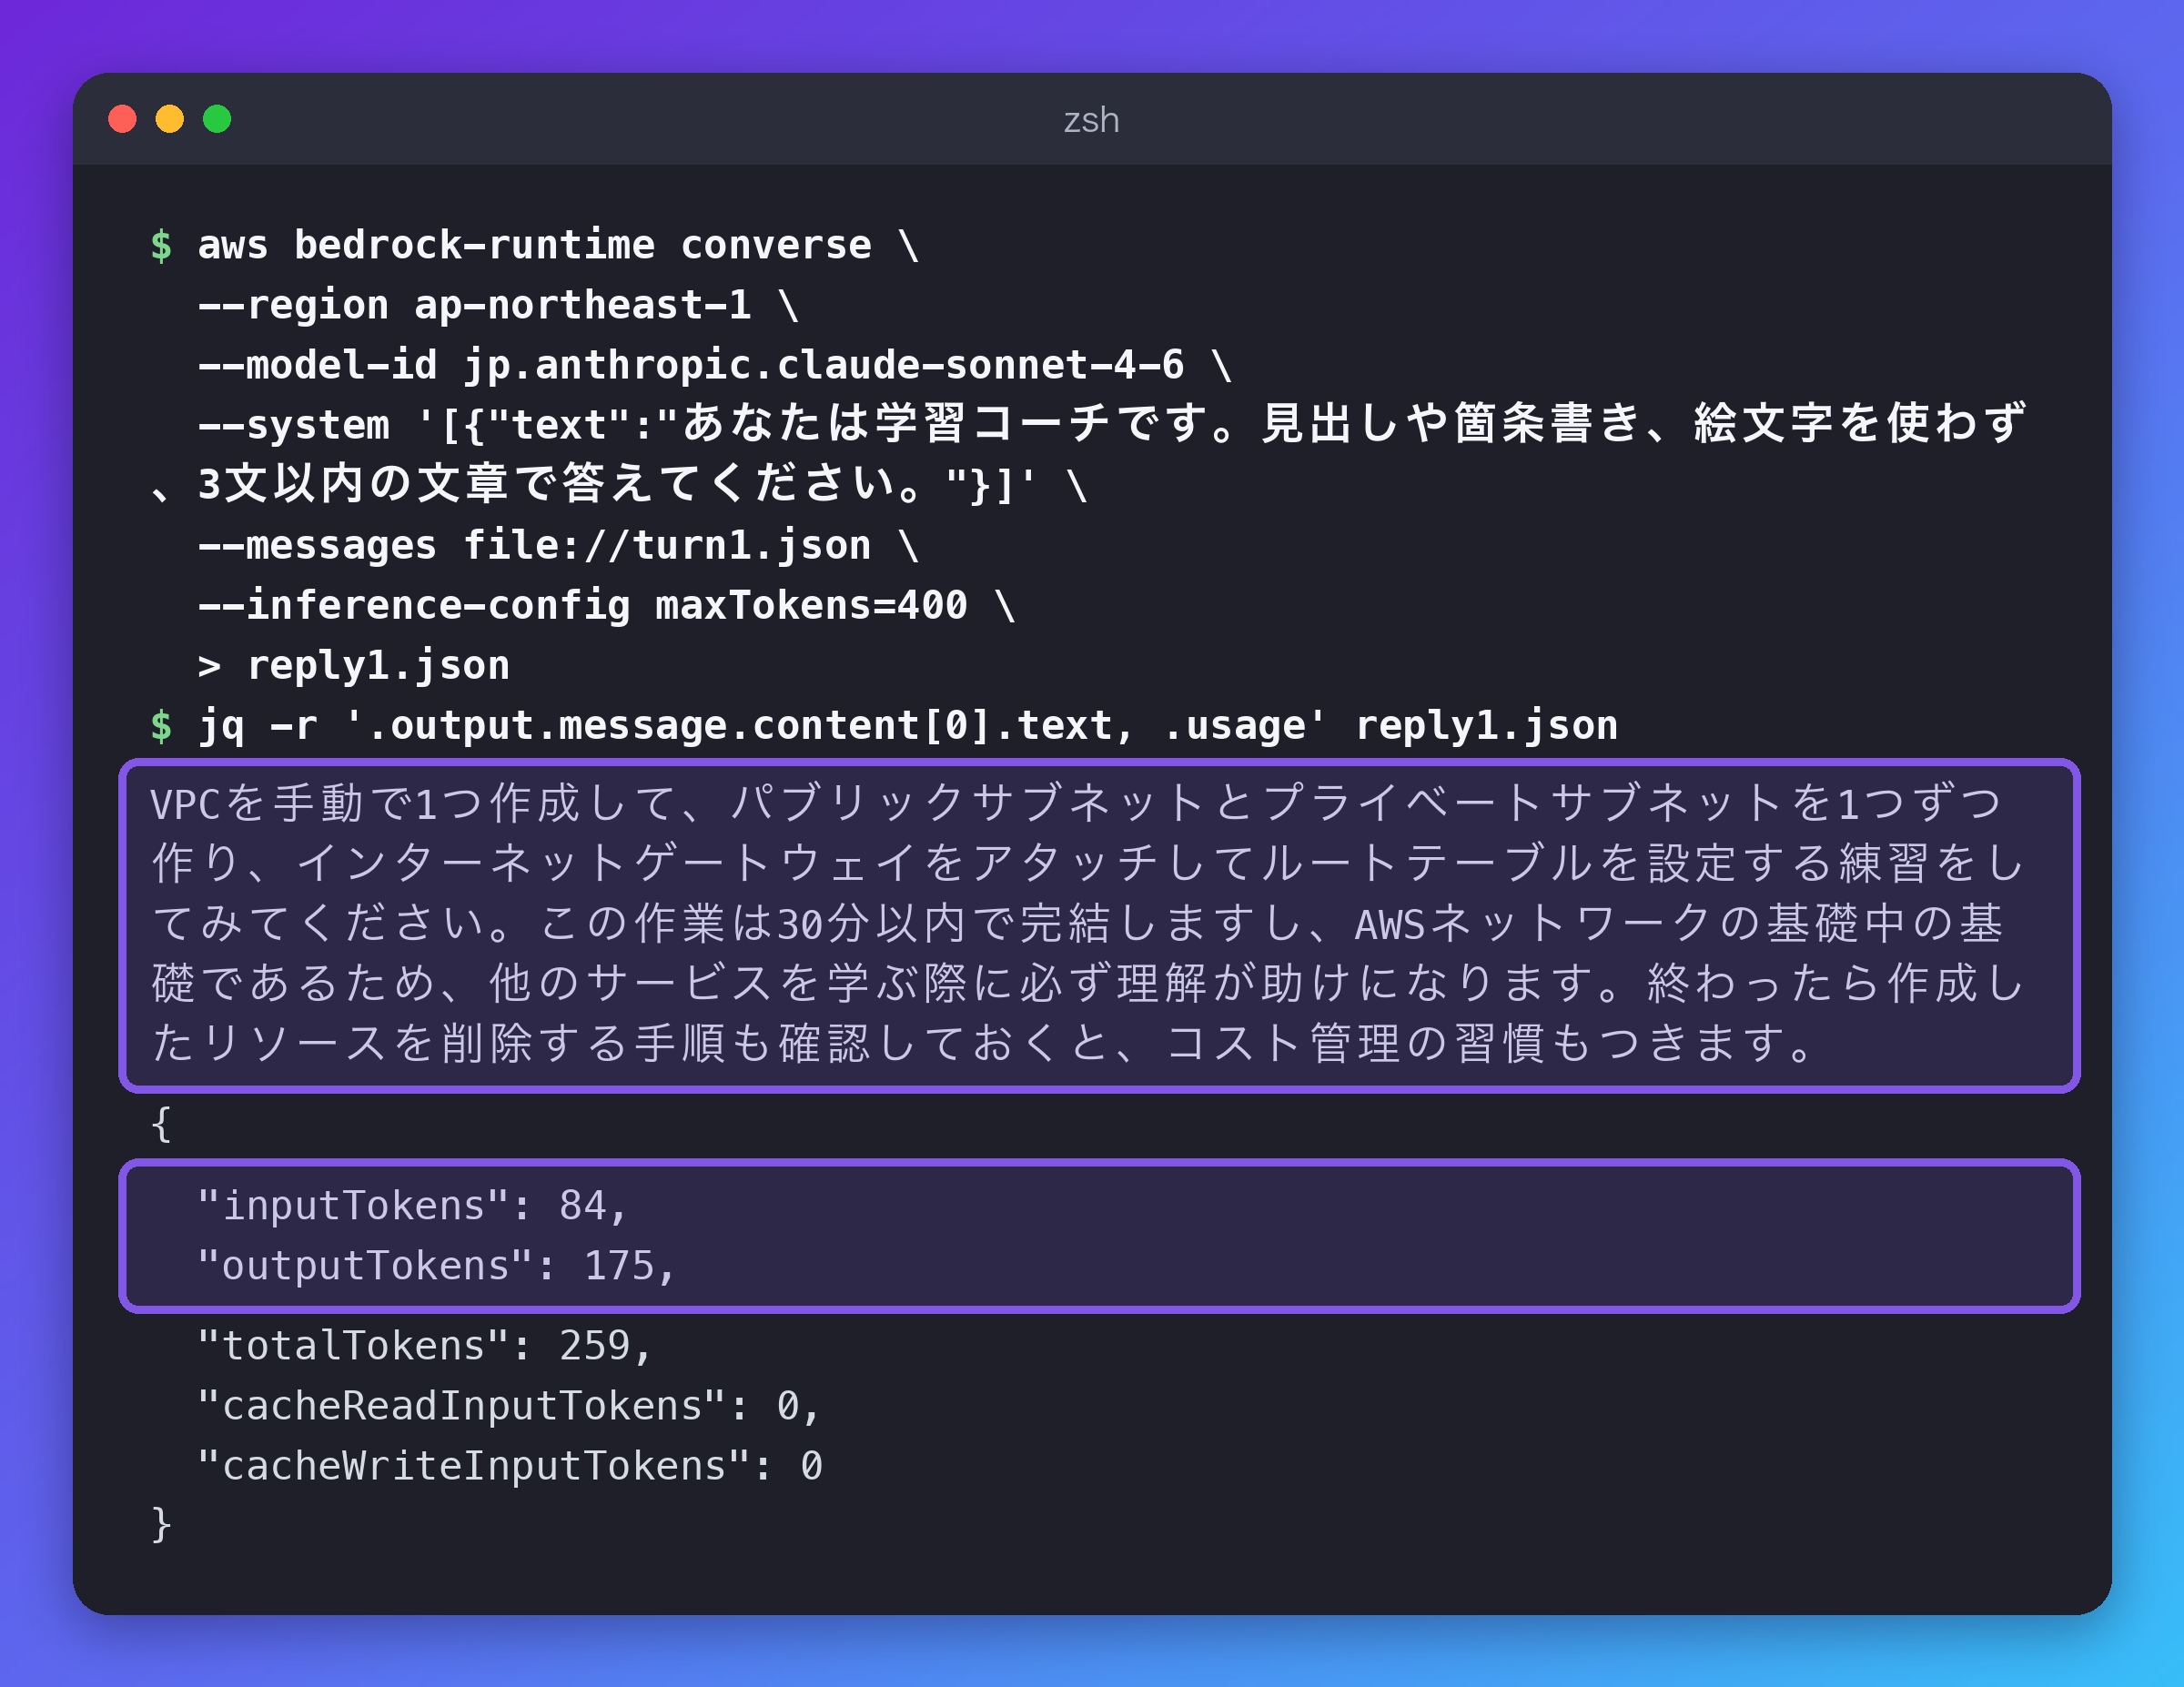 zsh
$ aws bedrock-runtime converse \
--region ap-northeast-1 \
--model-id jp.anthropic.claude-sonnet-4-6 \
--system '[{"text":"あなたは学習コーチです。見出しや箇条書き、絵文字を使わず
、3文以内の文章で答えてください。"}]' \
--messages file://turn1.json \
--inference-config maxTokens=400 \
> reply1.json
$ jq -r '.output.message.content[0].text, .usage' reply1.json
VPCを手動で1つ作成して、パブリックサブネットとプライベートサブネットを1つずつ
作り、インターネットゲートウェイをアタッチしてルートテーブルを設定する練習をし
てみてください。この作業は30分以内で完結しますし、AWSネットワークの基礎中の基
礎であるため、他のサービスを学ぶ際に必ず理解が助けになります。終わったら作成し
たリソースを削除する手順も確認しておくと、コスト管理の習慣もつきます。
{
"inputTokens": 84,
"outputTokens": 175,
"totalTokens": 259,
"cacheReadInputTokens": 0,
"cacheWriteInputTokens": 0
}